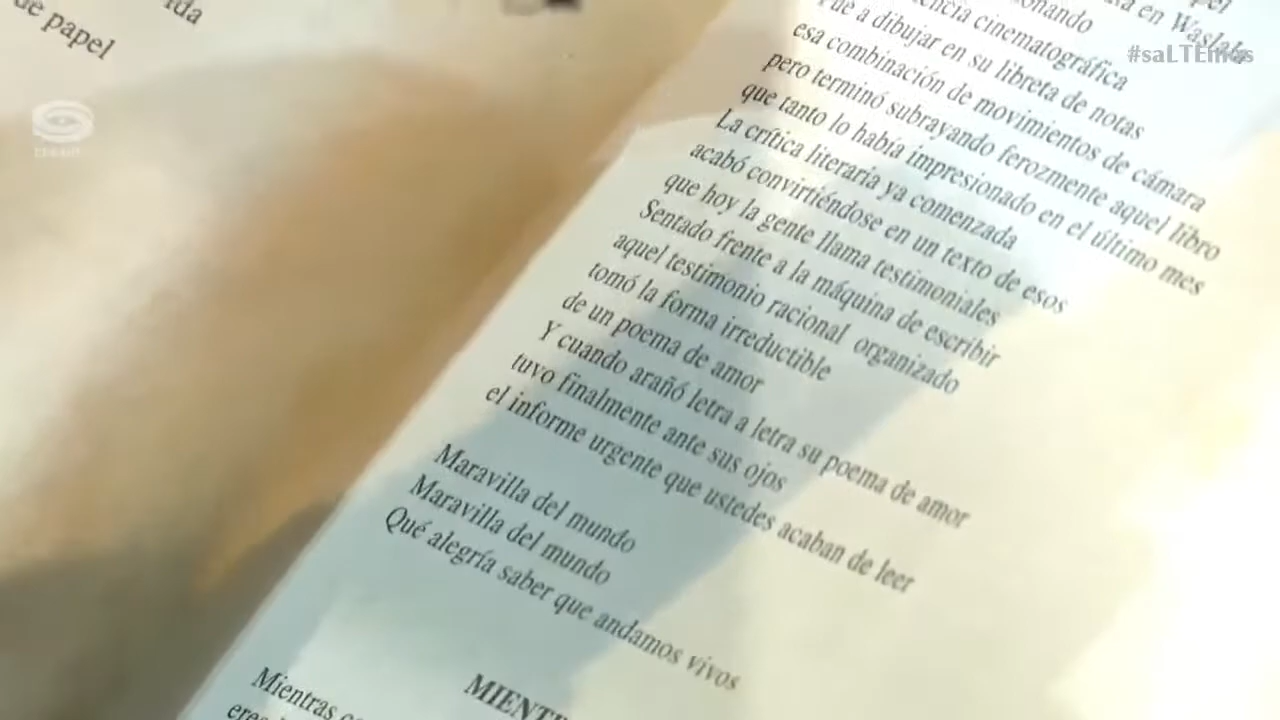 de papel
#saLTEmos
en Waslala
cinematográfica
Fue a dibujar en su libreta de notas
esa combinación de movimientos de cámara
pero terminó subrayando ferozmente aquel libro
que tanto lo había impresionado en el último mes
La crítica literaria ya comenzada
acabó convirtiéndose en un texto de esos
que hoy la gente llama testimoniales
Sentado frente a la máquina de escribir
aquel testimonio racional organizado
tomó la forma irreductible
de un poema de amor
Y cuando arañó letra a letra su poema de amor
tuvo finalmente ante sus ojos
el informe urgente que ustedes acaban de leer
Maravilla del mundo
Maravilla del mundo
Qué alegría saber que andamos vivos
Mientras